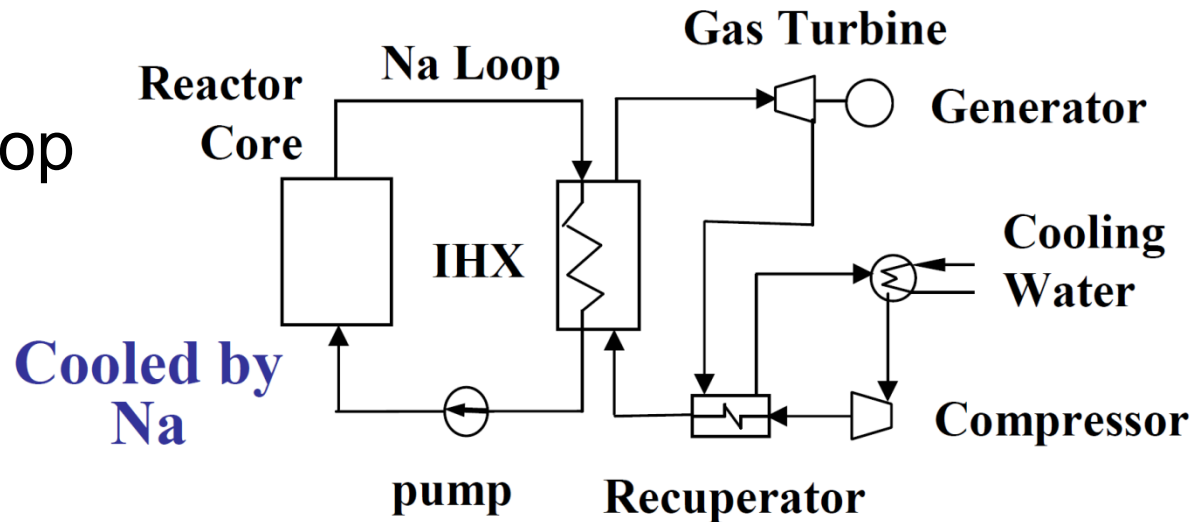 Gas Turbine
Na Loop
Reactor
Core
op
Generator
IHX
Cooling
Water
Cooled by
Na
Compressor
pump
Recuperator